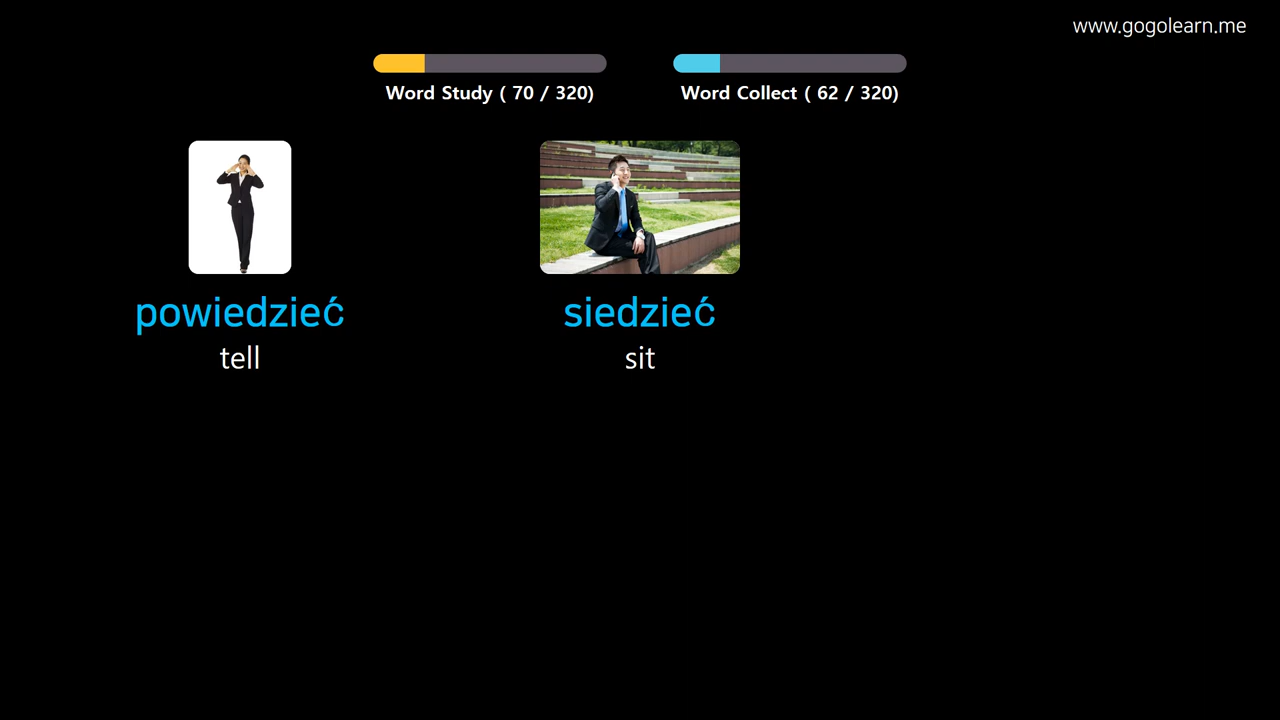 www.gogolearn.me
Word Study ( 70 / 320)
Word Collect ( 62 / 320)
powiedzieć
tell
siedzieć
sit